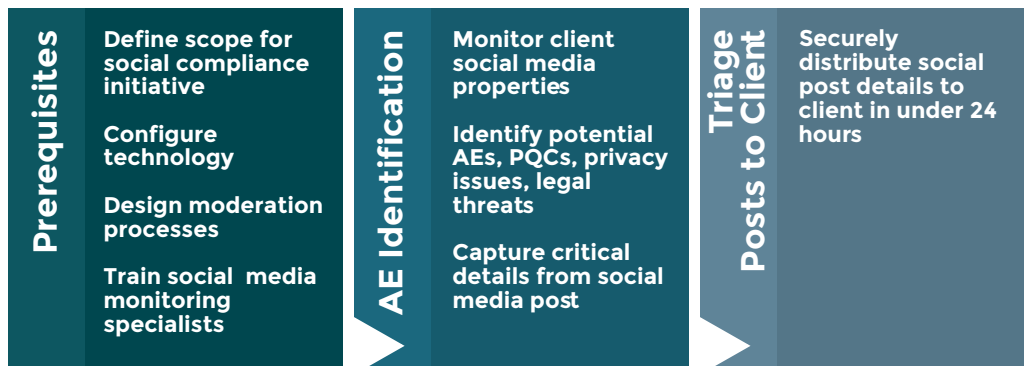 Prerequisites
Define scope for
social compliance
initiative
Configure
technology
Design moderation
processes
Train social  media
monitoring
specialists
AE Identification
Monitor client
social media
properties
Identify potential
AEs, PQCs, privacy
issues, legal
threats
Capture critical
details from social
media post
Triage
Posts to Client
Securely
distribute social
post details to
client in under 24
hours